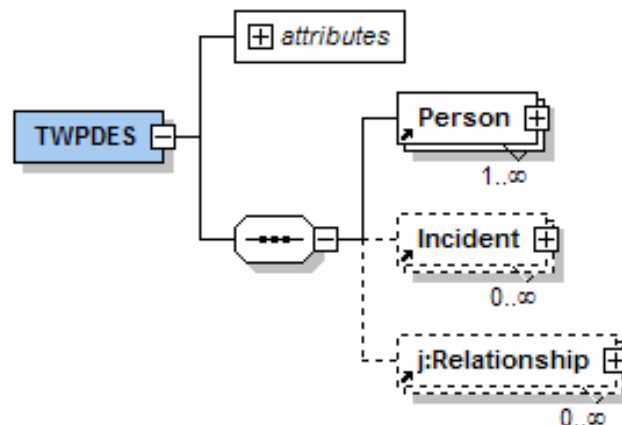 attributes
TWPDES
Person
1..∞
Incident
0..∞
j:Relationship
0..∞